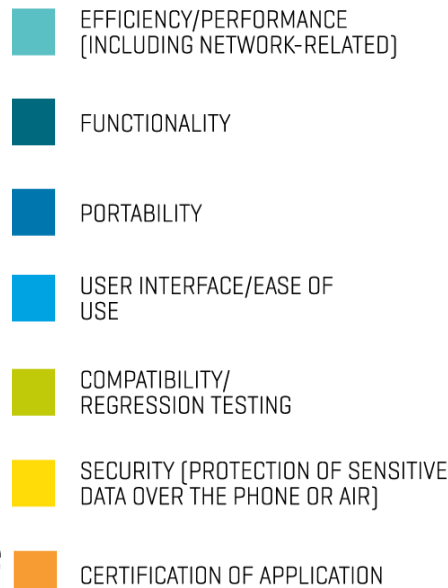 EFFICIENCY/PERFORMANCE
(INCLUDING NETWORK-RELATED)
FUNCTIONALITY
PORTABILITY
USER INTERFACE/EASE OF
USE
COMPATIBILITY/
REGRESSION TESTING
SECURITY (PROTECTION OF SENSITIVE
DATA OVER THE PHONE OR AIR)
CERTIFICATION OF APPLICATION